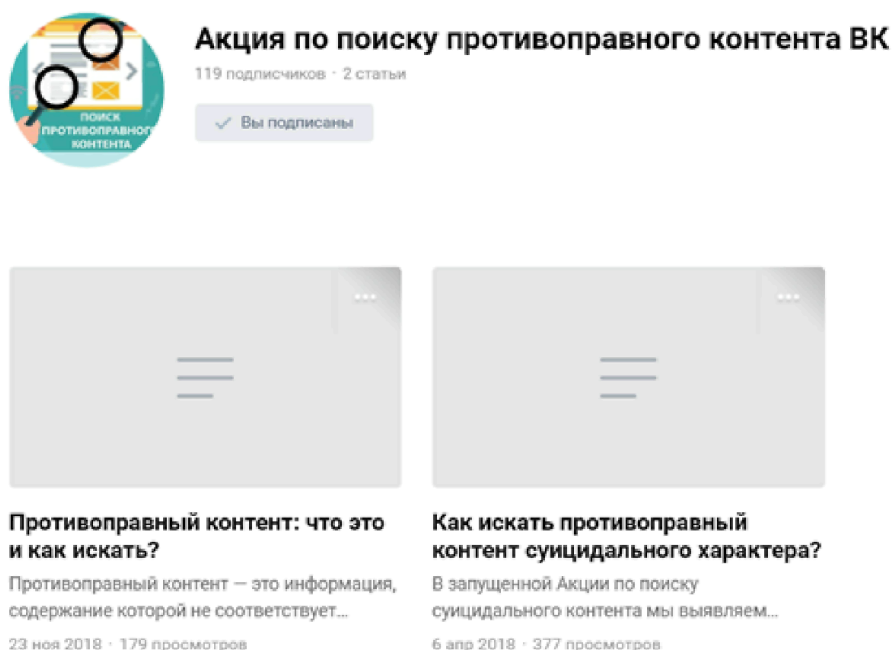 Акция по поиску противоправного контента ВК
119 подписчиков · 2 статьи
Вы подписаны
ПОИСК
ПРОТИВОПРАВНОГО
КОНТЕНТА
Противоправный контент: что это
и как искать?
Противоправный контент — это информация,
содержание которой не соответствует...
23 ноя 2018 · 179 просмотров
Как искать противоправный
контент суицидального характера?
В запущенной Акции по поиску
суицидального контента мы выявляем...
6 апр 2018 · 377 просмотров